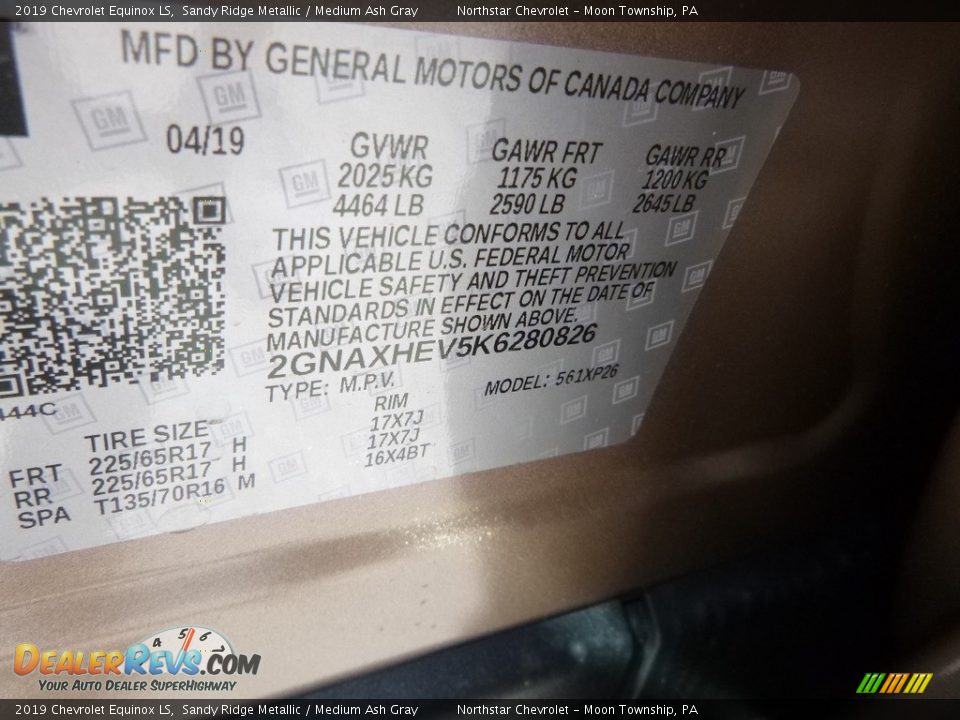 2019 Chevrolet Equinox LS, Sandy Ridge Metallic / Medium Ash Gray Northstar Chevrolet - Moon Township, PA
MFD BY GENERAL MOTORS OF CANADA COMPANY
04/19
GVWR GAWR FRT GAWR RR
2025 KG 1175 KG 1200 KG
4464 LB 2590 LB 2645 LB
THIS VEHICLE CONFORMS TO ALL
APPLICABLE U.S. FEDERAL MOTOR
VEHICLE SAFETY AND THEFT PREVENTION
STANDARDS IN EFFECT ON THE DATE OF
MANUFACTURE SHOWN ABOVE.
2GNAXHEV5K6280826
TYPE: M.P.V. MODEL: 561XP26
444C
TIRE SIZE RIM
FRT 225/65R17 H 17X7J
RR 225/65R17 H 17X7J
SPA T135/70R16 M 16X4BT
4 5 6
DEALERREVS.COM
YOUR AUTO DEALER SUPERHIGHWAY
2019 Chevrolet Equinox LS, Sandy Ridge Metallic / Medium Ash Gray Northstar Chevrolet - Moon Township, PA